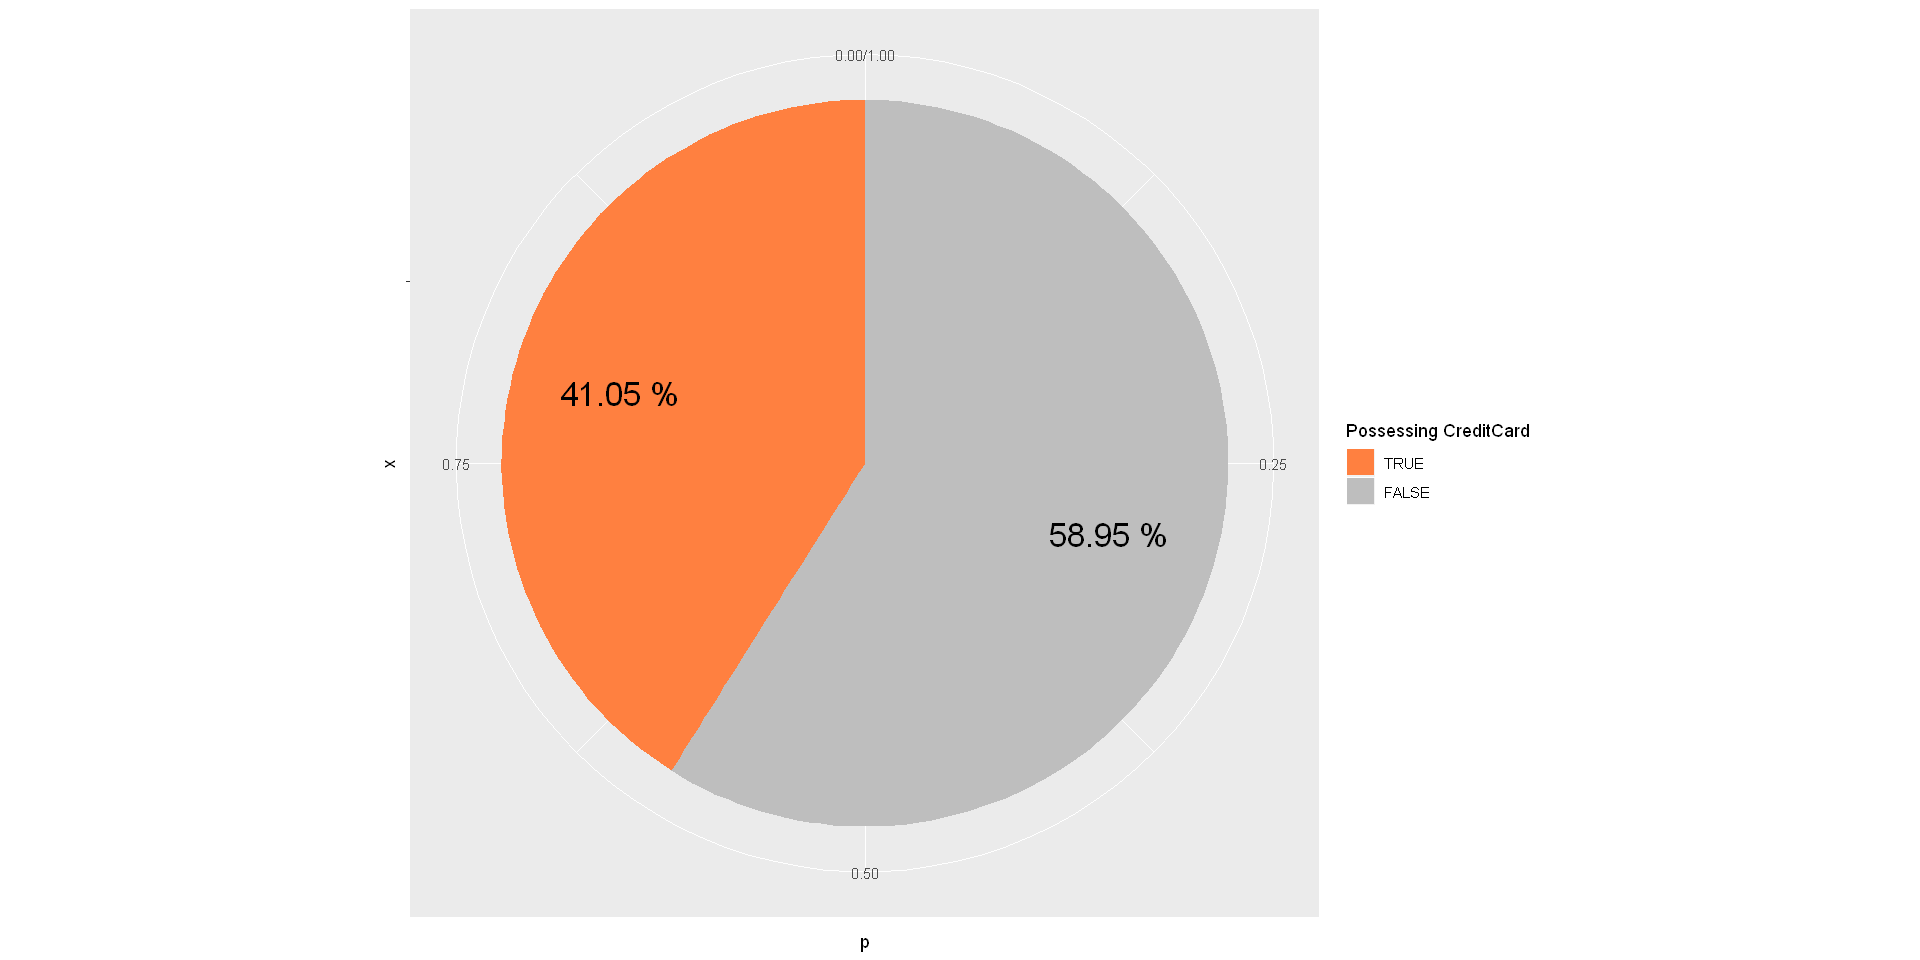 0.00/1.00
41.05 %
Possessing CreditCard
TRUE
FALSE
x
0.75
0.25
58.95 %
0.50
p